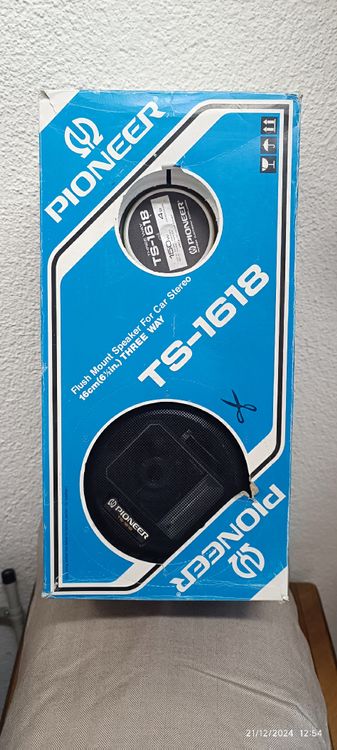 PIONEER
PIONEER
TS-1618
4Ω
Flush Mount Speaker For Car Stereo
16cm(6½in.) THREE WAY
TS-1618
PIONEER
PIONEER
21/12/2024 12:54